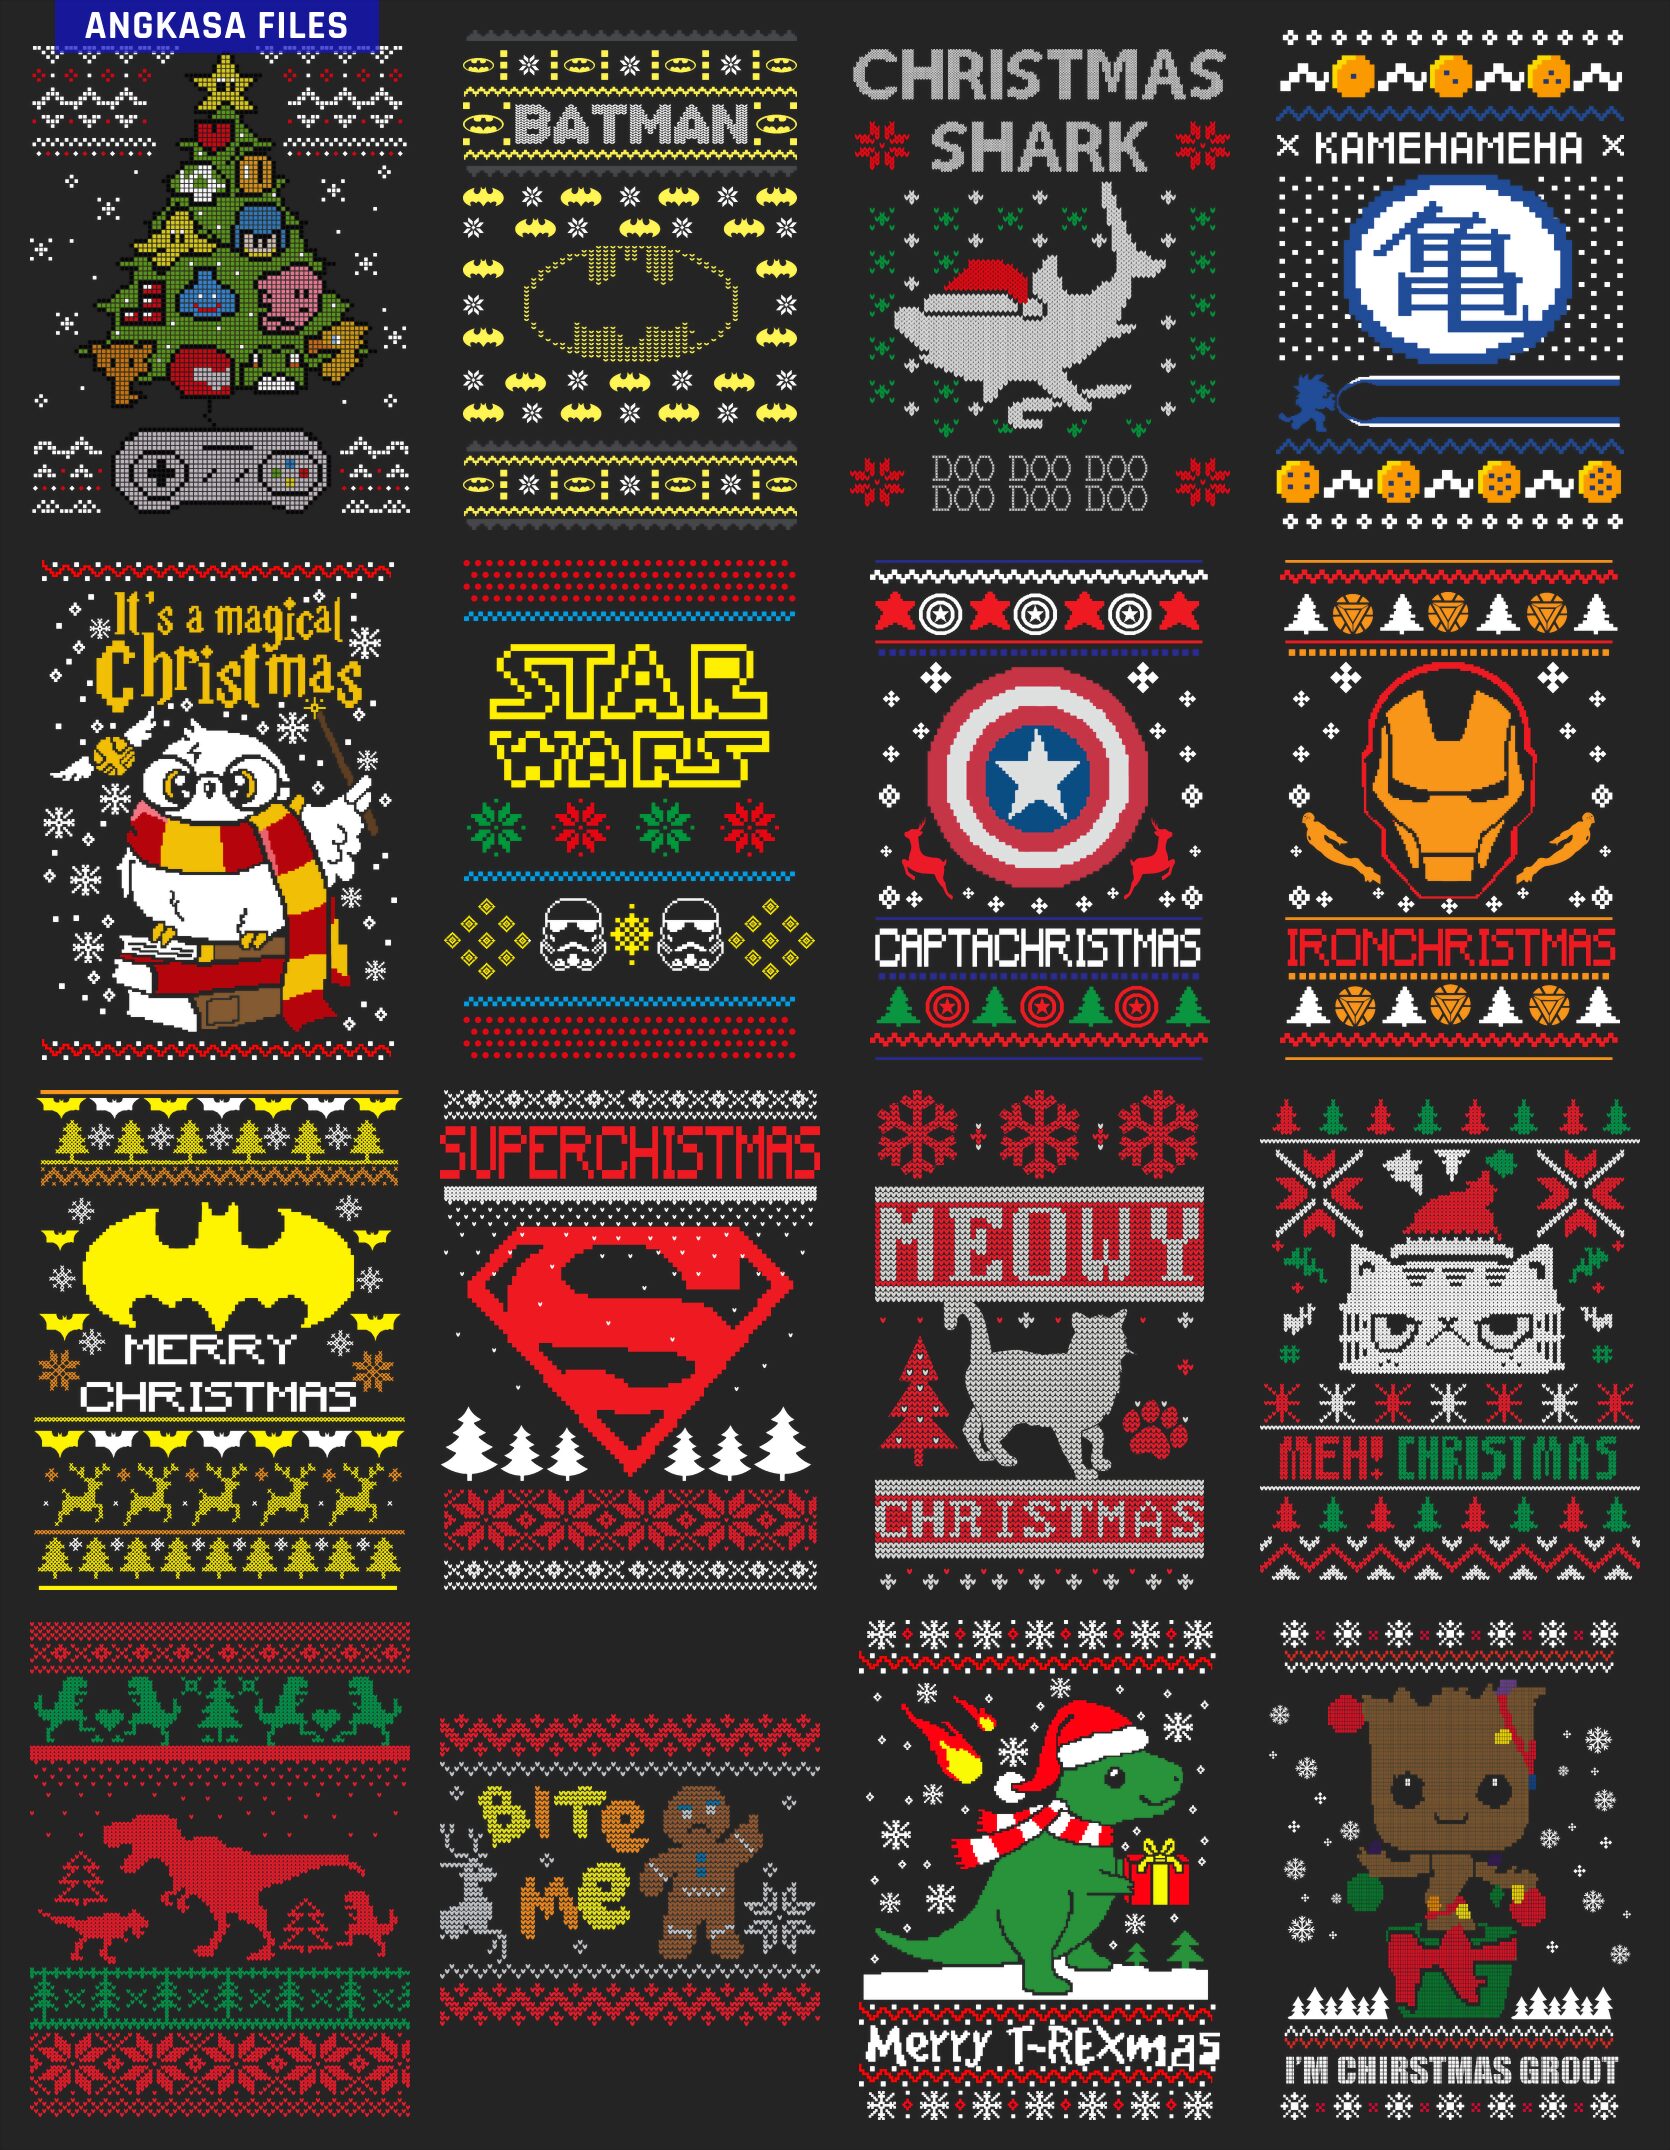 ANGKASA FILES
BATMAN
CHRISTMAS
SHARK
DOO DOO DOO
DOO DOO DOO
KAMEHAMEHA
亀
It's a magical
Christmas
STAR
WARS
CAPTACHRISTMAS
IRONCHRISTMAS
MERRY
CHRISTMAS
SUPERCHISTMAS
MEOWY
CHRISTMAS
MEH! CHRISTMAS
BITe
Me
Merry T-REXmas
I'M CHIRSTMAS GROOT